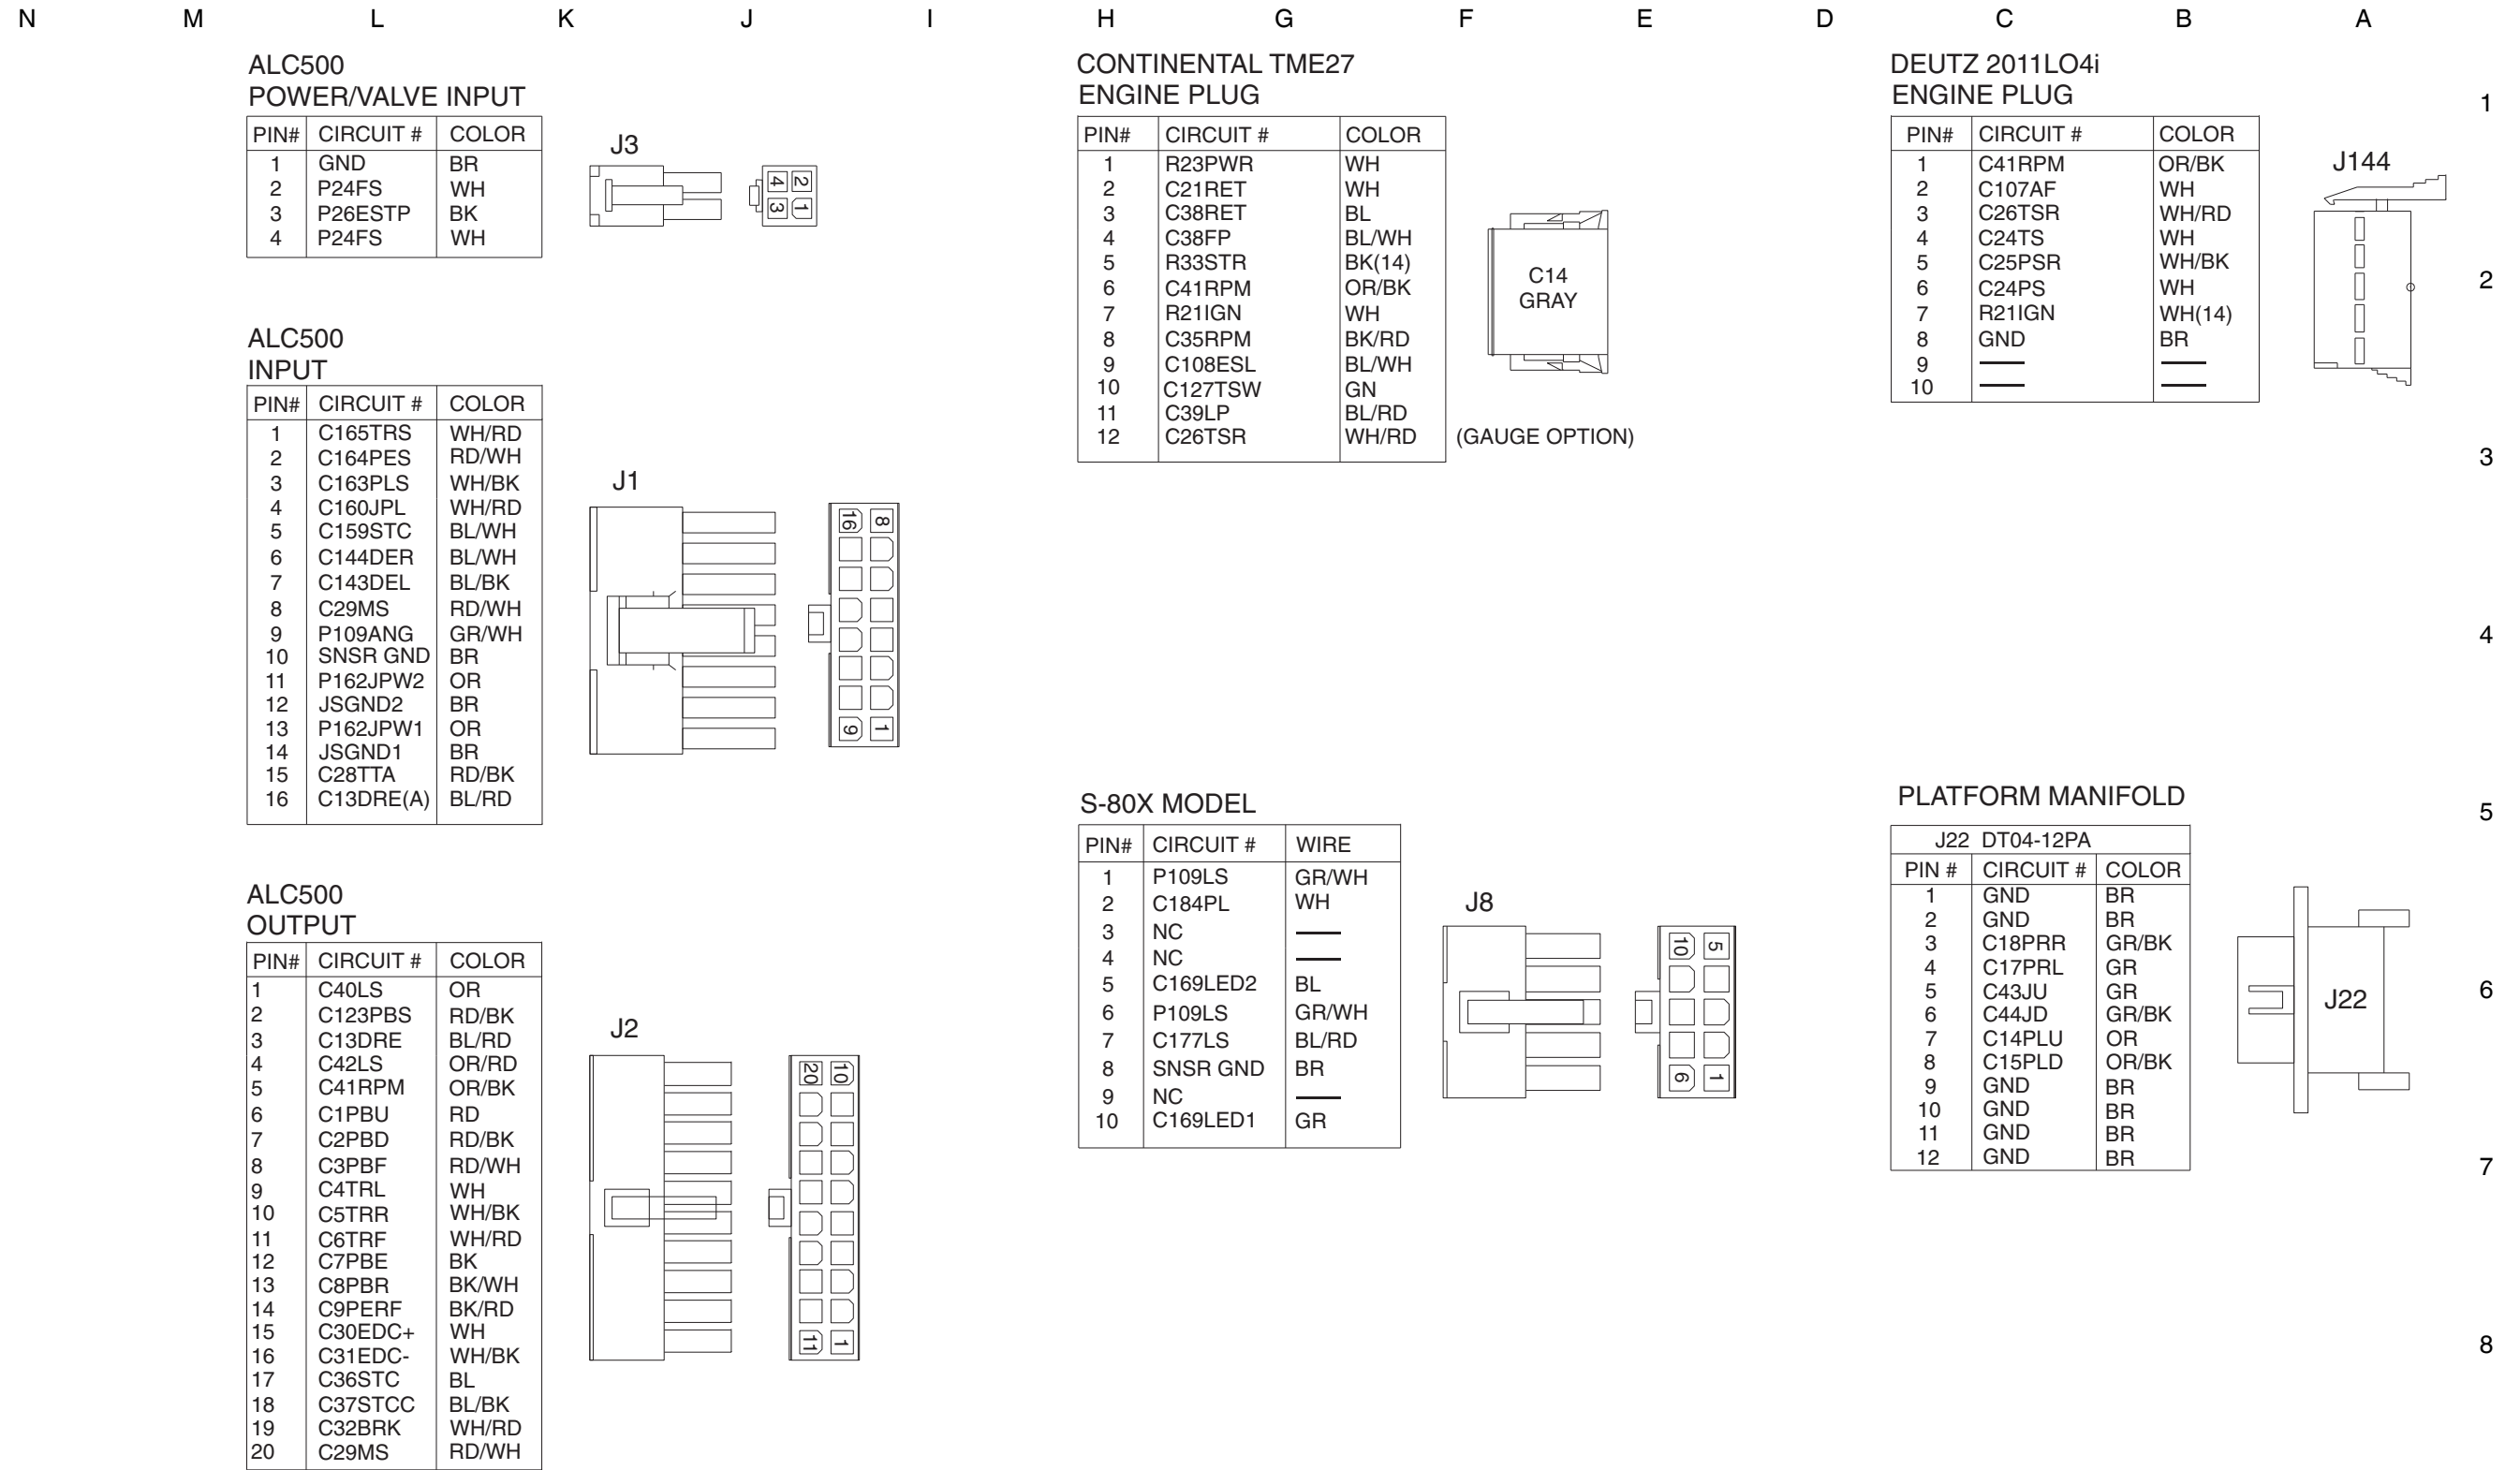 N M L K J I H G F E D C B A
ALC500
POWER/VALVE INPUT
PIN# CIRCUIT # COLOR
1 GND BR
2 P24FS WH
3 P26ESTP BK
4 P24FS WH
J3
4 2
3 1
ALC500
INPUT
PIN# CIRCUIT # COLOR
1 C165TRS WH/RD
2 C164PES RD/WH
3 C163PLS WH/BK
4 C160JPL WH/RD
5 C159STC BL/WH
6 C144DER BL/WH
7 C143DEL BL/BK
8 C29MS RD/WH
9 P109ANG GR/WH
10 SNSR GND BR
11 P162JPW2 OR
12 JSGND2 BR
13 P162JPW1 OR
14 JSGND1 BR
15 C28TTA RD/BK
16 C13DRE(A) BL/RD
J1
16 8
9 1
ALC500
OUTPUT
PIN# CIRCUIT # COLOR
1 C40LS OR
2 C123PBS RD/BK
3 C13DRE BL/RD
4 C42LS OR/RD
5 C41RPM OR/BK
6 C1PBU RD
7 C2PBD RD/BK
8 C3PBF RD/WH
9 C4TRL WH
10 C5TRR WH/BK
11 C6TRF WH/RD
12 C7PBE BK
13 C8PBR BK/WH
14 C9PERF BK/RD
15 C30EDC+ WH
16 C31EDC- WH/BK
17 C36STC BL
18 C37STCC BL/BK
19 C32BRK WH/RD
20 C29MS RD/WH
J2
20 10
11 1
CONTINENTAL TME27
ENGINE PLUG
PIN# CIRCUIT # COLOR
1 R23PWR WH
2 C21RET WH
3 C38RET BL
4 C38FP BL/WH
5 R33STR BK(14)
6 C41RPM OR/BK
7 R21IGN WH
8 C35RPM BK/RD
9 C108ESL BL/WH
10 C127TSW GN
11 C39LP BL/RD
12 C26TSR WH/RD (GAUGE OPTION)
C14
GRAY
S-80X MODEL
PIN# CIRCUIT # WIRE
1 P109LS GR/WH
2 C184PL WH
3 NC
4 NC
5 C169LED2 BL
6 P109LS GR/WH
7 C177LS BL/RD
8 SNSR GND BR
9 NC
10 C169LED1 GR
J8
10 5
6 1
DEUTZ 2011LO4i
ENGINE PLUG
PIN# CIRCUIT # COLOR
1 C41RPM OR/BK
2 C107AF WH
3 C26TSR WH/RD
4 C24TS WH
5 C25PSR WH/BK
6 C24PS WH
7 R21IGN WH(14)
8 GND BR
9
10
J144
PLATFORM MANIFOLD
J22 DT04-12PA
PIN # CIRCUIT # COLOR
1 GND BR
2 GND BR
3 C18PRR GR/BK
4 C17PRL GR
5 C43JU GR
6 C44JD GR/BK
7 C14PLU OR
8 C15PLD OR/BK
9 GND BR
10 GND BR
11 GND BR
12 GND BR
J22
1
2
3
4
5
6
7
8